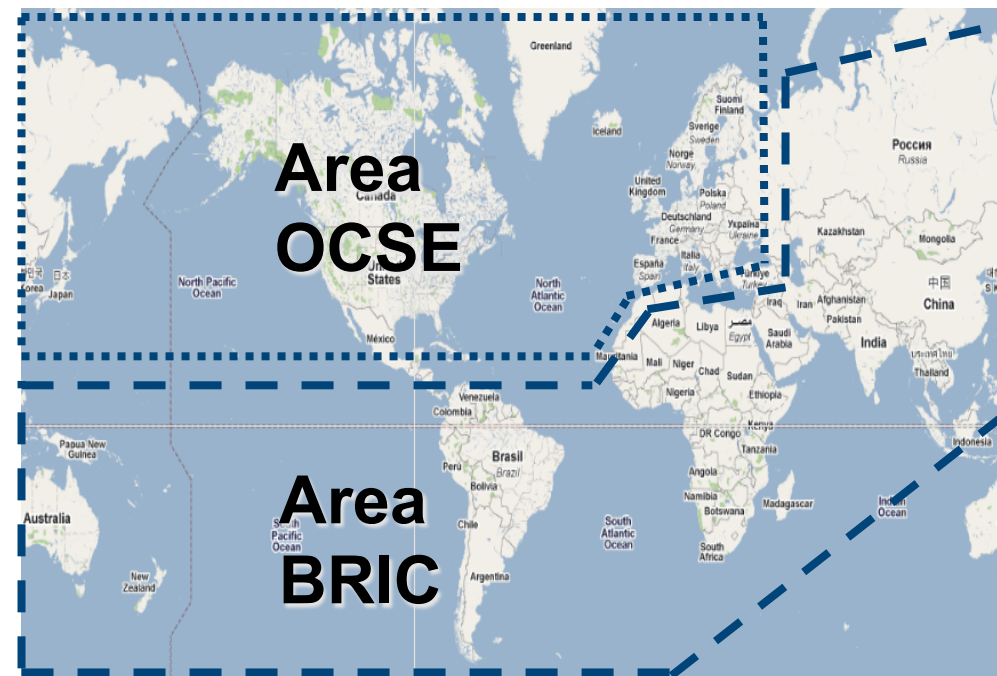 Greenland
Iceland
Suomi
Finland
Sverige
Sweden
Norge
Norway
United
Kingdom
Polska
Poland
Deutschland
Germany
Україна
Ukraine
France
Italia
Italy
España
Spain
Türkiye
Turkey
Россия
Russia
Kazakhstan
Mongolia
中国
China
Area
OCSE
Canada
United
States
México
North Pacific
Ocean
North
Atlantic
Ocean
日本
Korea
Japan
Iraq
Iran
Afghanistan
Pakistan
India
Thailand
Saudi
Arabia
Algeria
Libya
مصر
Egypt
Mauritania
Mali
Niger
Chad
Sudan
Nigeria
Ethiopia
Kenya
DR Congo
Tanzania
Angola
Namibia
Botswana
Madagascar
South
Africa
Venezuela
Colombia
Brasil
Brazil
Perú
Bolivia
Chile
Argentina
Papua New
Guinea
Indonesia
Australia
New
Zealand
South
Pacific
Ocean
South
Atlantic
Ocean
Indian
Ocean
Area
BRIC